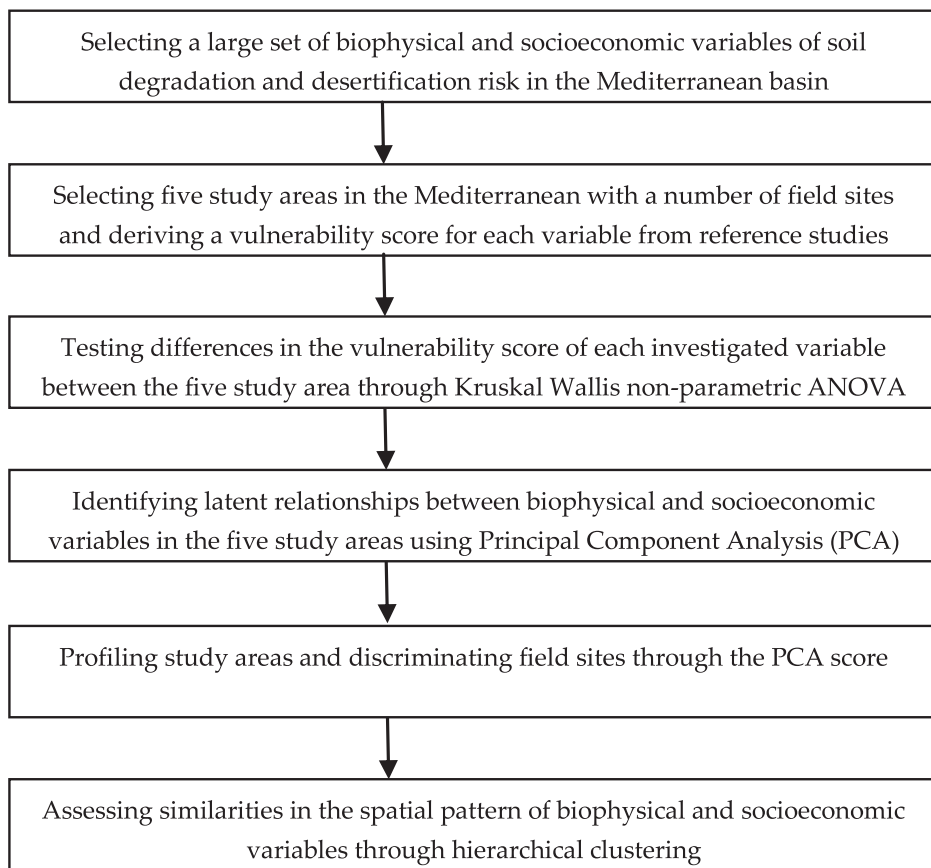 Selecting a large set of biophysical and socioeconomic variables of soil
degradation and desertification risk in the Mediterranean basin
Selecting five study areas in the Mediterranean with a number of field sites
and deriving a vulnerability score for each variable from reference studies
Testing differences in the vulnerability score of each investigated variable
between the five study area through Kruskal Wallis non-parametric ANOVA
Identifying latent relationships between biophysical and socioeconomic
variables in the five study areas using Principal Component Analysis (PCA)
Profiling study areas and discriminating field sites through the PCA score
Assessing similarities in the spatial pattern of biophysical and socioeconomic
variables through hierarchical clustering